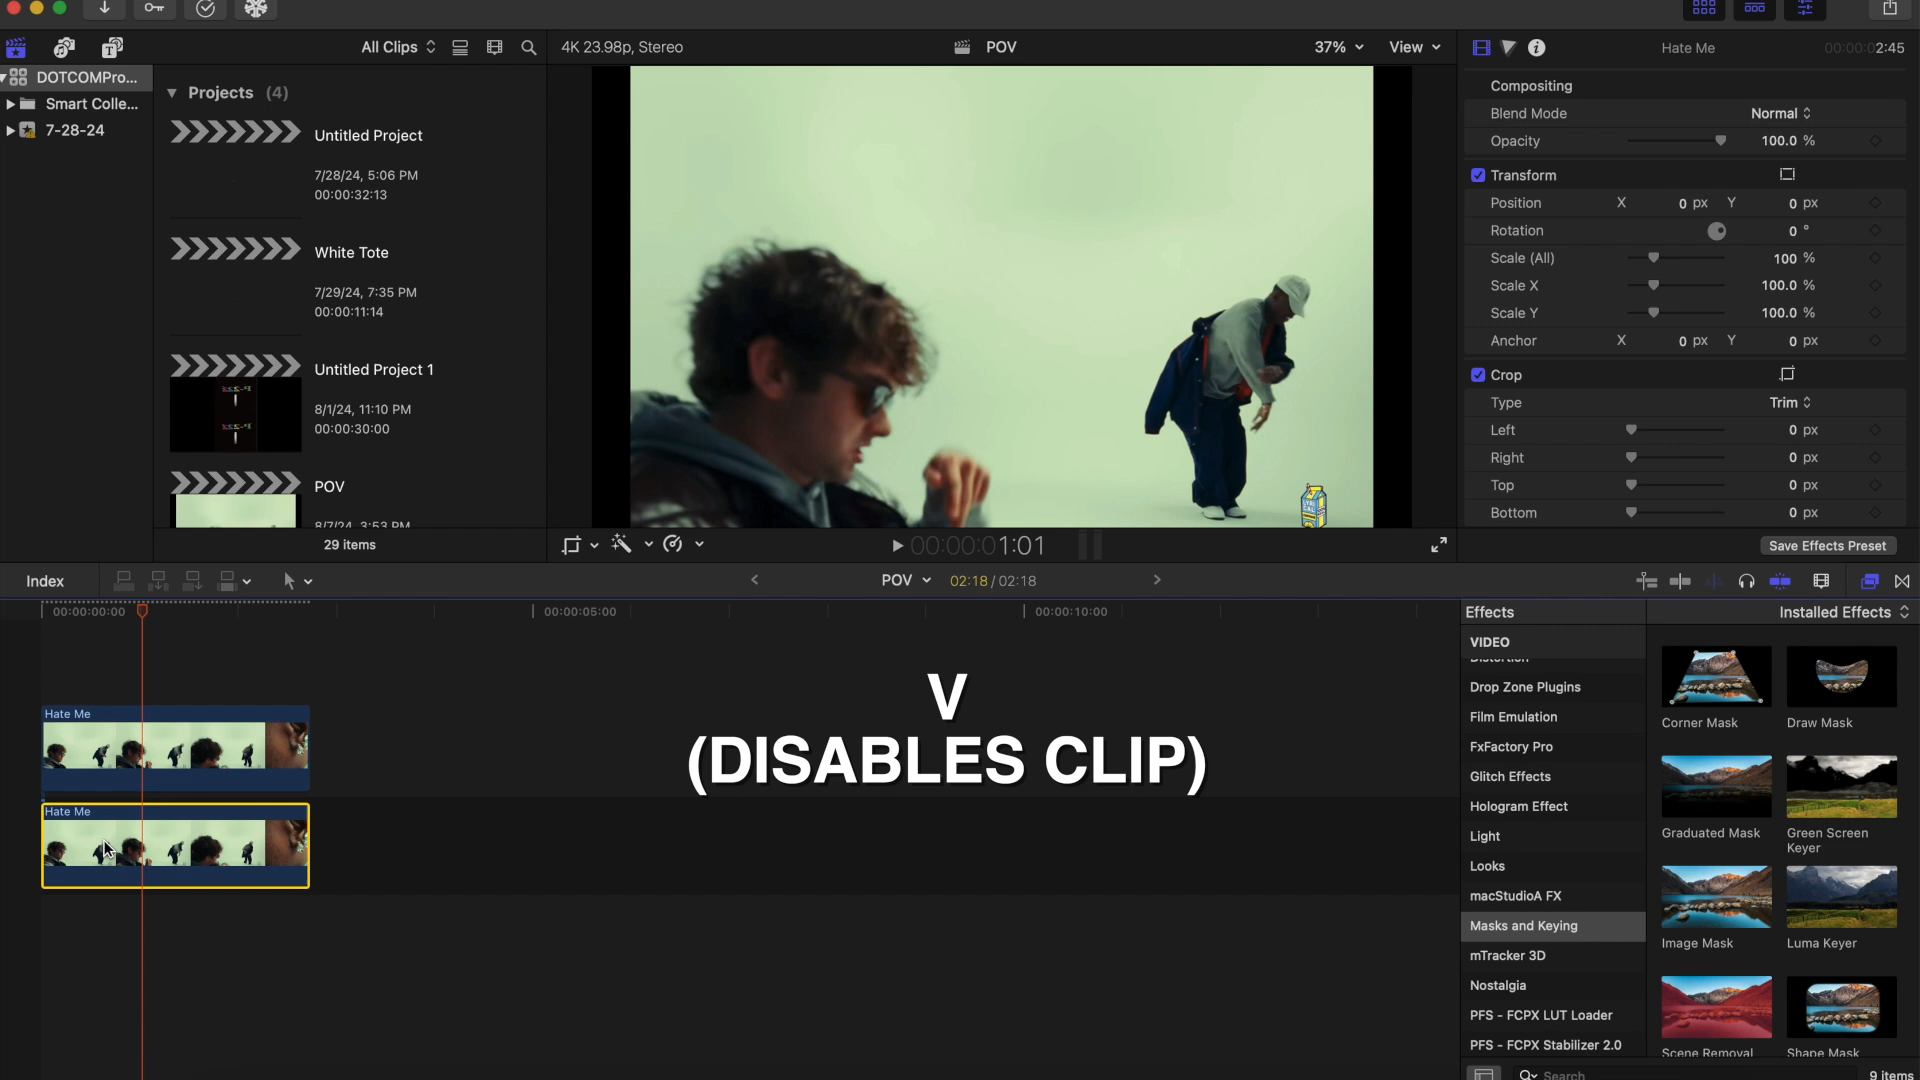 All Clips
4K 23.98p, Stereo
POV
37%
View
Hate Me
00:00:02:45
DOTCOMPro...
Smart Colle...
7-28-24
Projects (4)
Untitled Project
7/28/24, 5:06 PM
00:00:32:13
White Tote
7/29/24, 7:35 PM
00:00:11:14
Untitled Project 1
8/1/24, 11:10 PM
00:00:30:00
POV
8/7/24, 3:53 PM
29 items
LYRICAL
Compositing
Blend Mode Normal
Opacity 100.0 %
Transform
Position X 0 px Y 0 px
Rotation 0 °
Scale (All) 100 %
Scale X 100.0 %
Scale Y 100.0 %
Anchor X 0 px Y 0 px
Crop
Type Trim
Left 0 px
Right 0 px
Top 0 px
Bottom 0 px
Save Effects Preset
00:00:01:01
Index
POV
02:18 / 02:18
00:00:00:00
00:00:05:00
00:00:10:00
Hate Me
Hate Me
V
(DISABLES CLIP)
Effects
Installed Effects
VIDEO
Distortion
Drop Zone Plugins
Film Emulation
FxFactory Pro
Glitch Effects
Hologram Effect
Light
Looks
macStudioA FX
Masks and Keying
mTracker 3D
Nostalgia
PFS - FCPX LUT Loader
PFS - FCPX Stabilizer 2.0
Corner Mask
Draw Mask
Graduated Mask
Green Screen
Keyer
Image Mask
Luma Keyer
Scene Removal
Shape Mask
Search
9 items